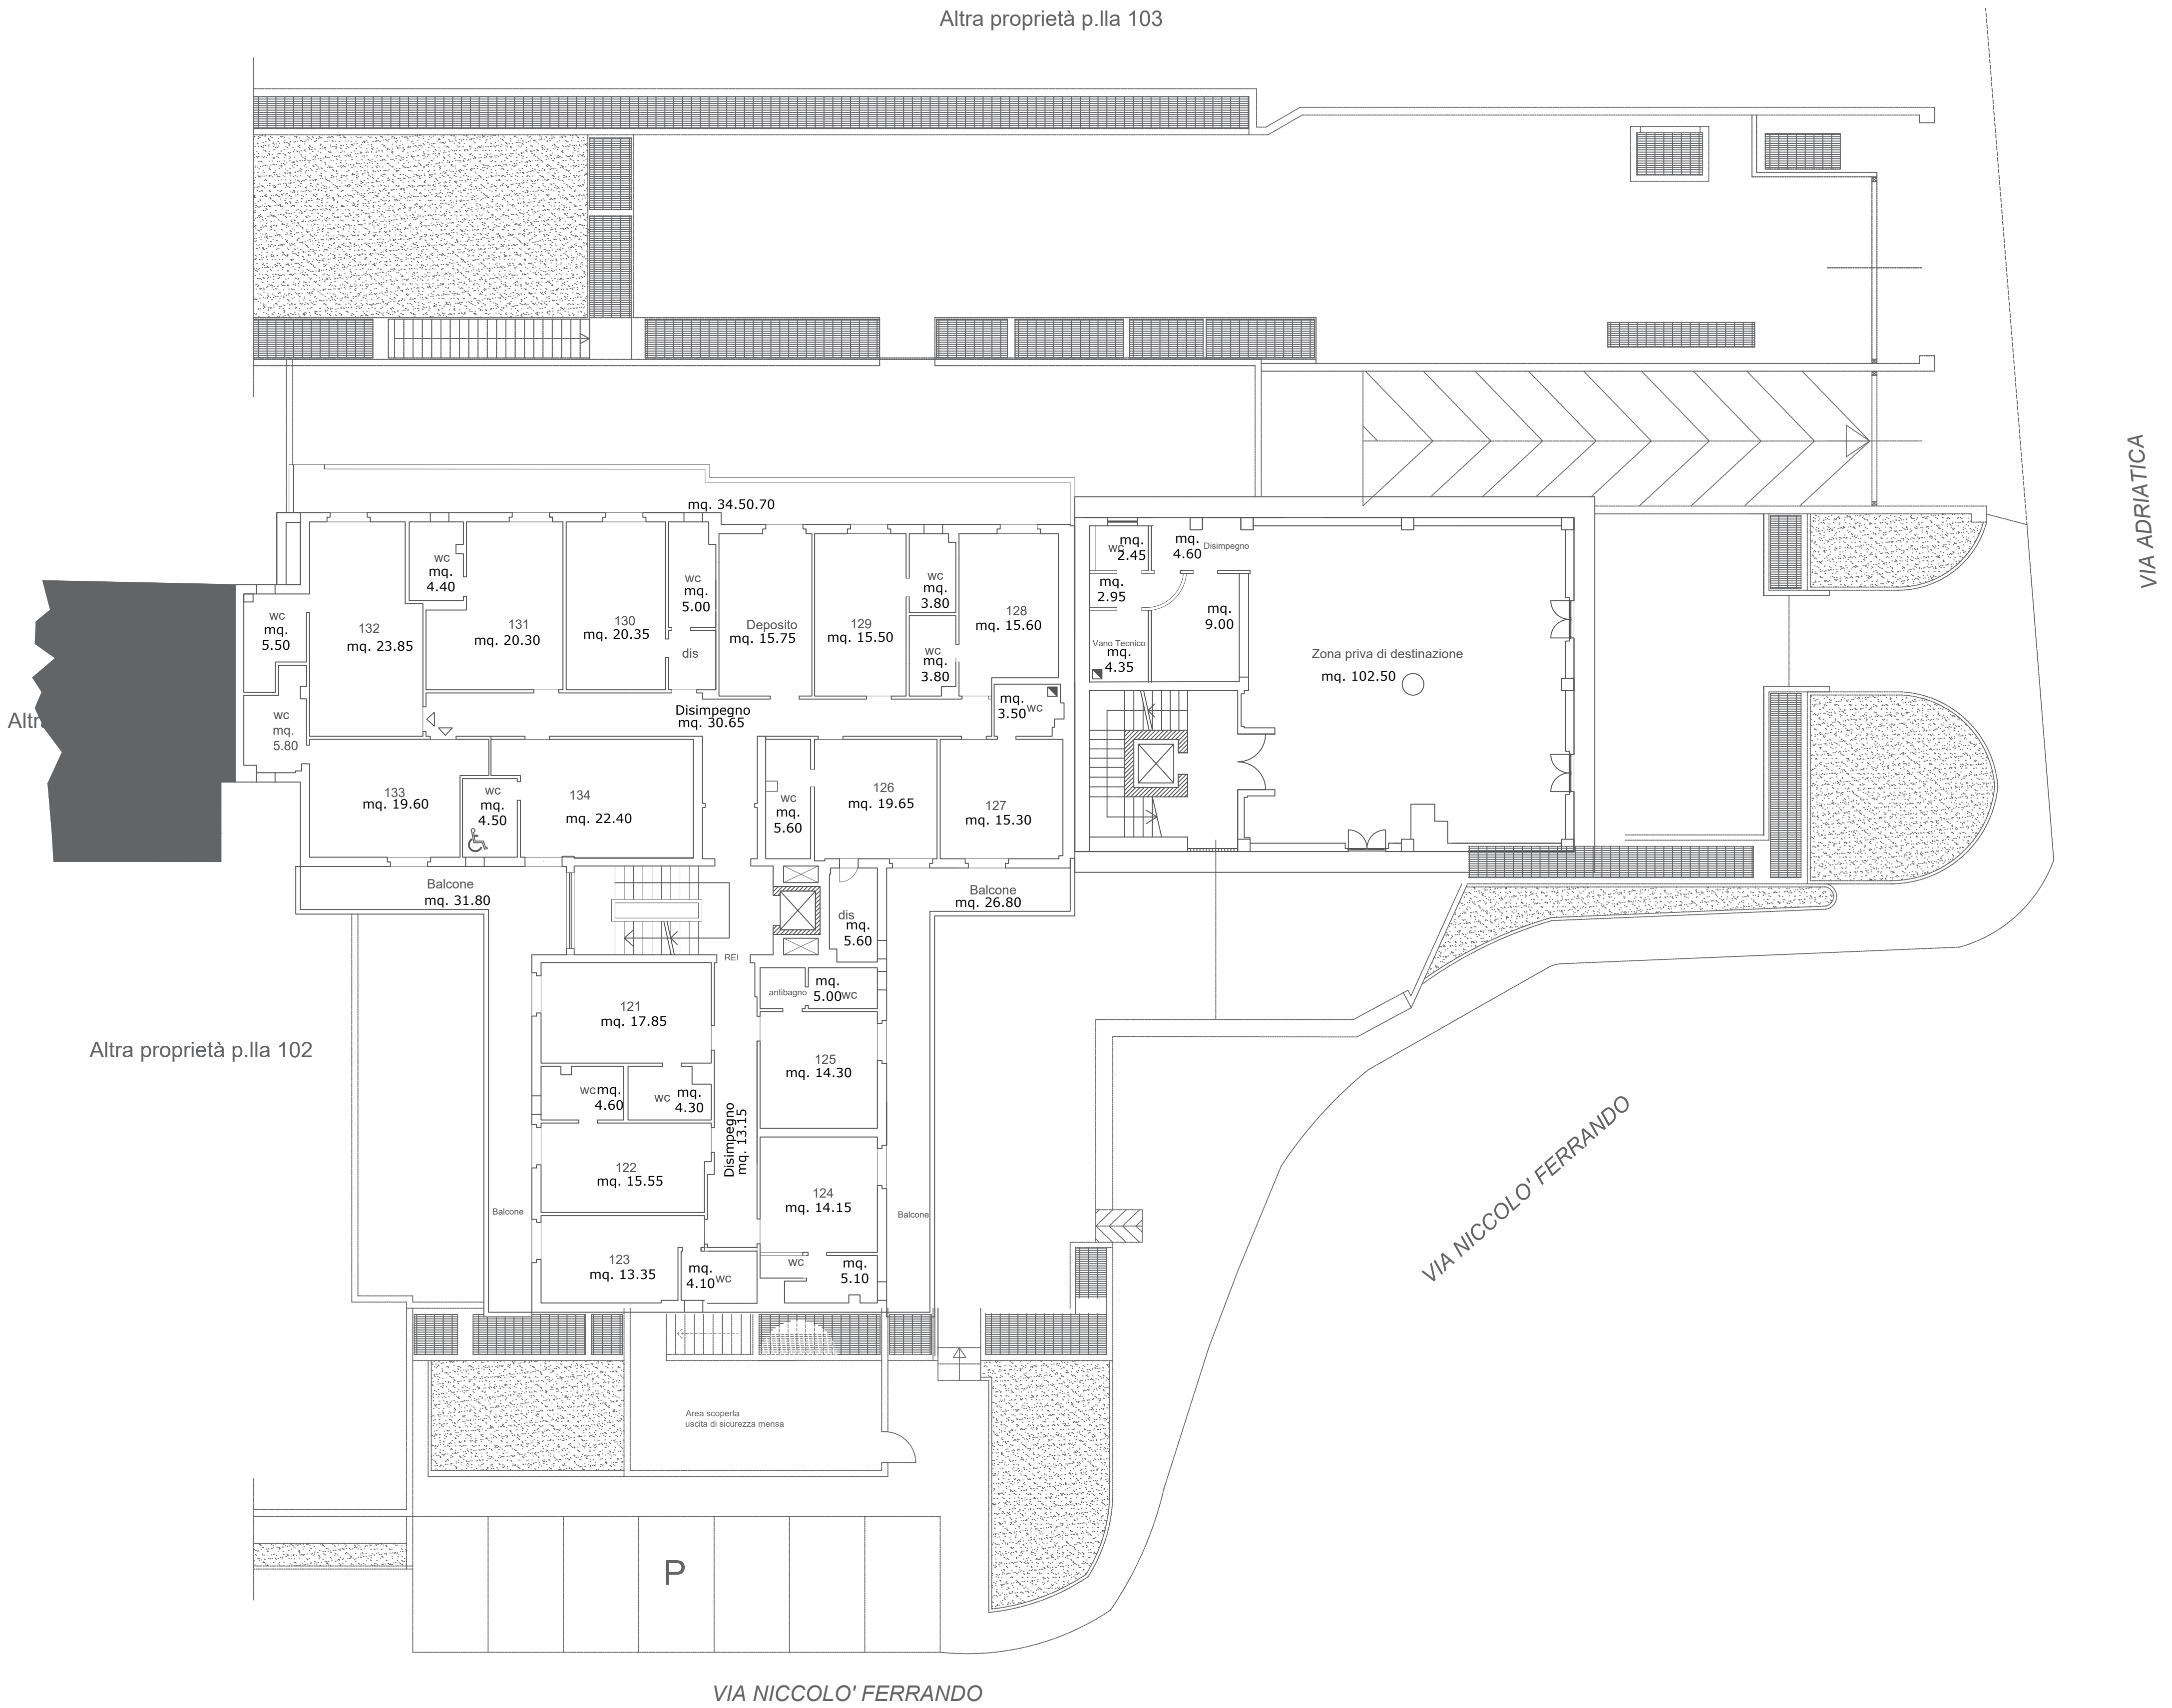 Altra proprietà p.lla 103
VIA ADRIATICA
mq. 34.50.70
wc
mq.
5.50
132
mq. 23.85
wc
mq.
4.40
131
mq. 20.30
130
mq. 20.35
wc
mq.
5.00
dis
Deposito
mq. 15.75
129
mq. 15.50
wc
mq.
3.80
wc
mq.
3.80
128
mq. 15.60
wc
mq.
2.45
mq.
4.60
Disimpegno
mq.
2.95
mq.
9.00
Vano Tecnico
mq.
4.35
Zona priva di destinazione
mq. 102.50
Altr
wc
mq.
5.80
Disimpegno
mq. 30.65
mq.
3.50
wc
133
mq. 19.60
wc
mq.
4.50
134
mq. 22.40
wc
mq.
5.60
126
mq. 19.65
127
mq. 15.30
Balcone
mq. 31.80
Balcone
mq. 26.80
dis
mq.
5.60
REI
Altra proprietà p.lla 102
121
mq. 17.85
antibagno
mq.
5.00
wc
125
mq. 14.30
wc
mq.
4.60
wc
mq.
4.30
Disimpegno
mq. 13.15
122
mq. 15.55
124
mq. 14.15
Balcone
Balcone
123
mq. 13.35
mq.
4.10
wc
wc
mq.
5.10
VIA NICCOLO' FERRANDO
Area scoperta
uscita di sicurezza mensa
P
VIA NICCOLO' FERRANDO